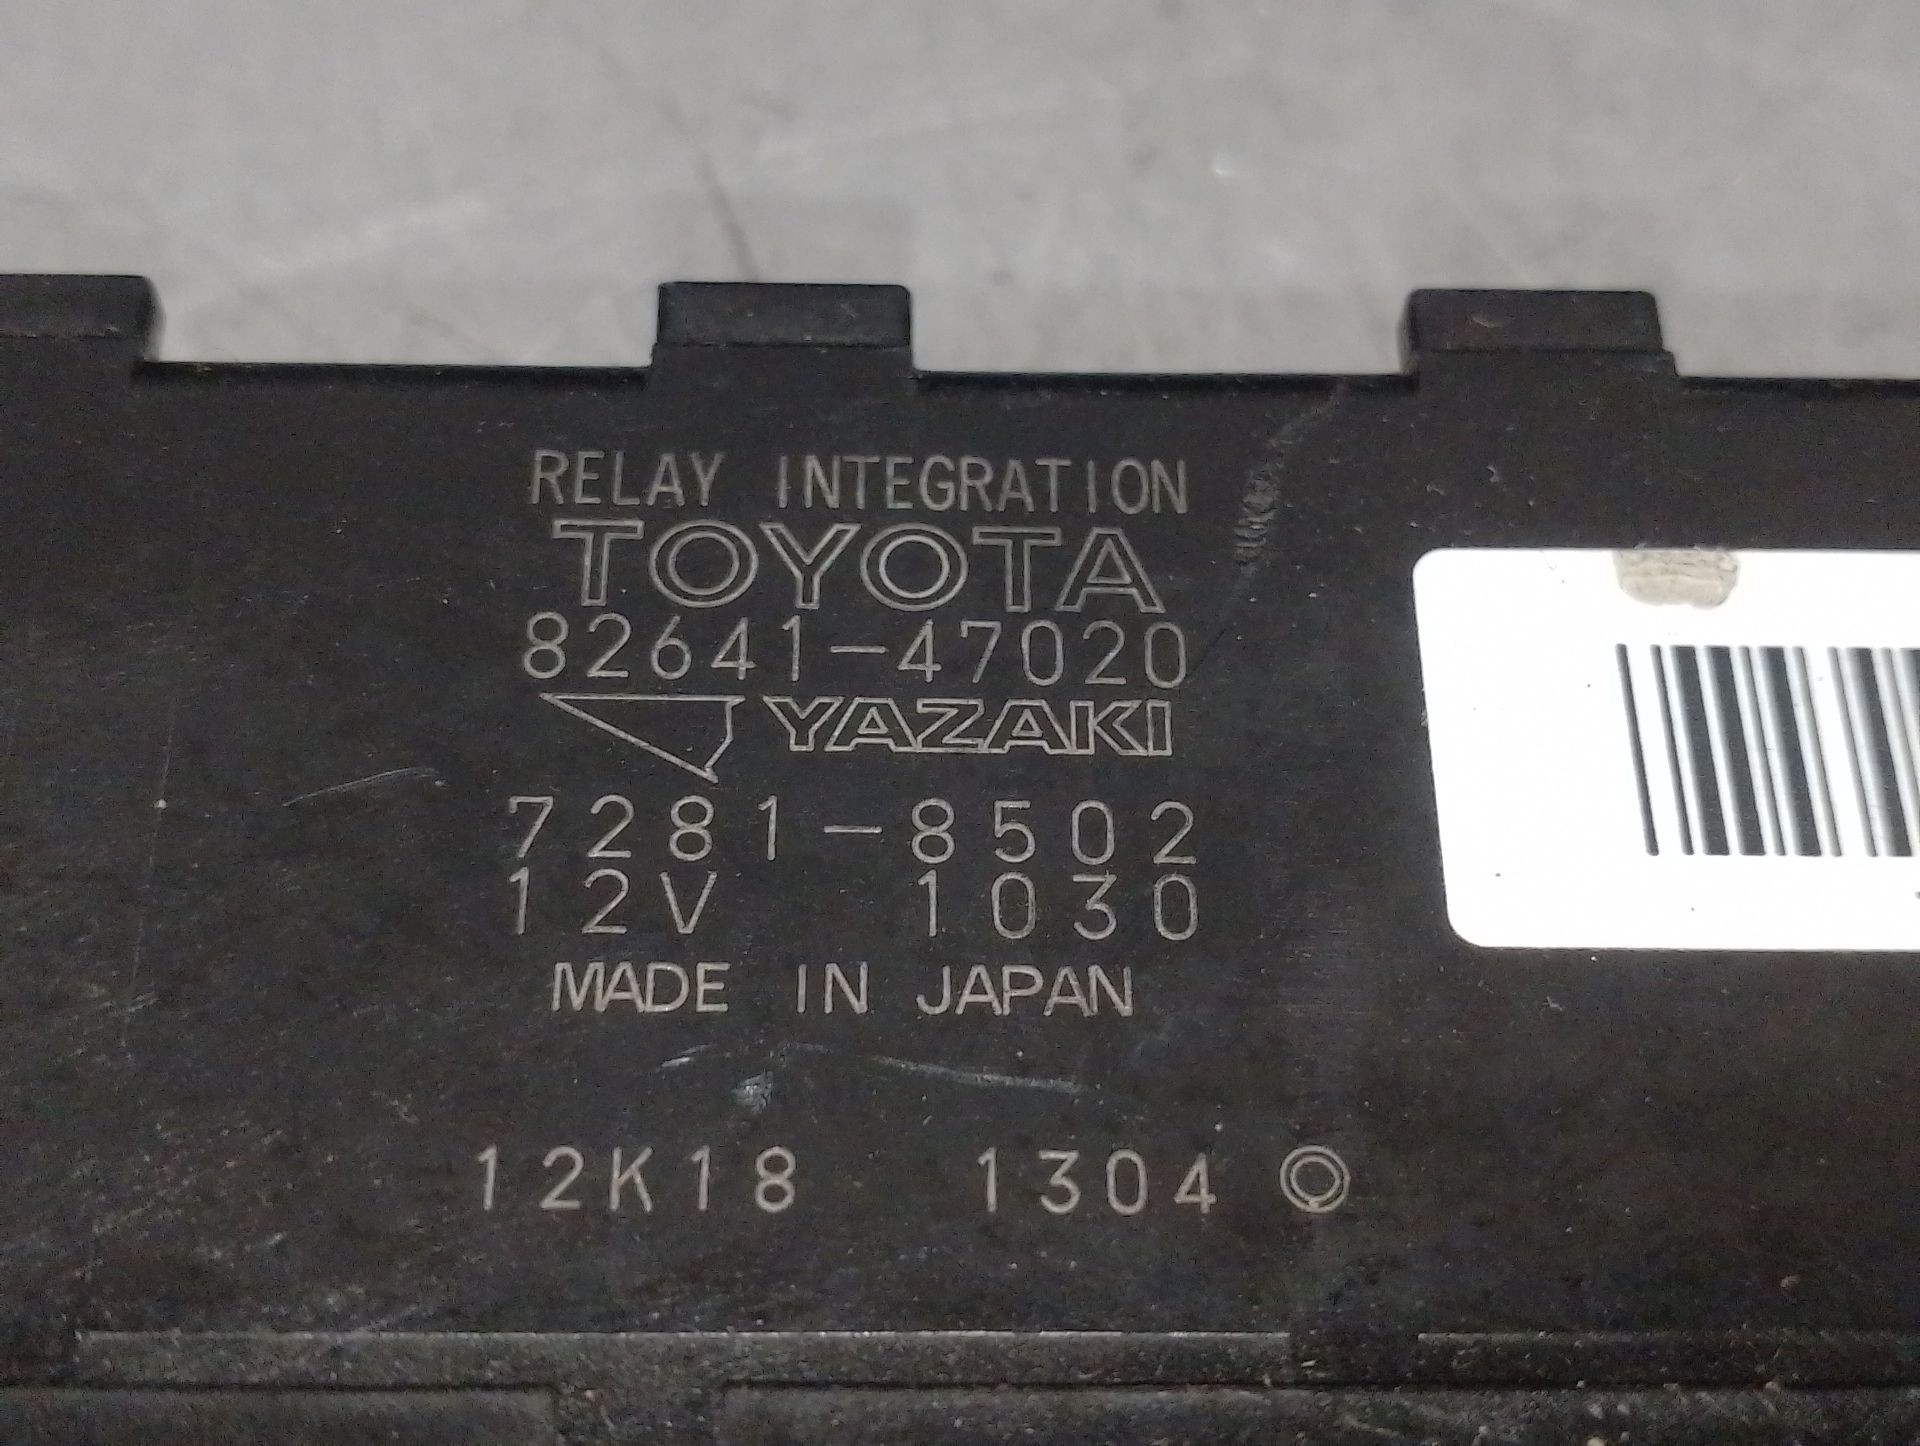 RELAY INTEGRATION
TOYOTA
82641-47020
YAZAKI
7281-8502
12V 1030
MADE IN JAPAN
12K18 1304